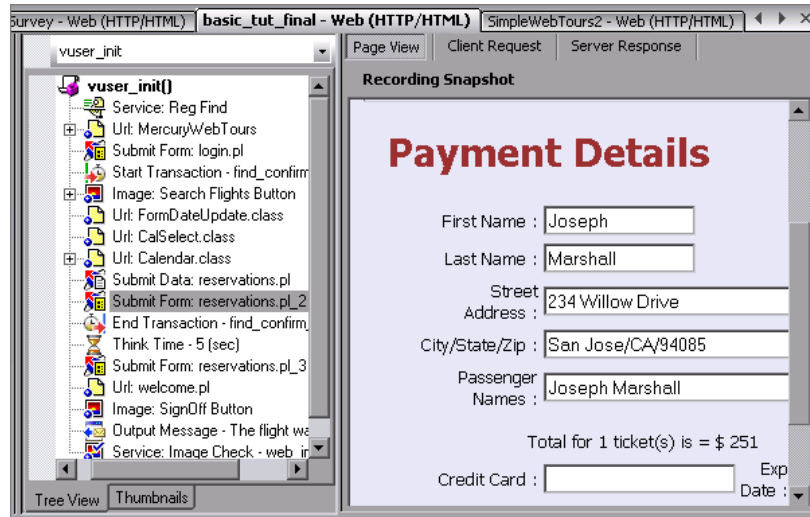 Survey - Web (HTTP/HTML) basic_tut_final - Web (HTTP/HTML) SimpleWebTours2 - Web (HTTP/HTML)
vuser_init
vuser_init()
Service: Reg Find
Url: MercuryWebTours
Submit Form: login.pl
Start Transaction - find_confirm
Image: Search Flights Button
Url: FormDateUpdate.class
Url: CalSelect.class
Url: Calendar.class
Submit Data: reservations.pl
Submit Form: reservations.pl_2
End Transaction - find_confirm_
Think Time - 5 (sec)
Submit Form: reservations.pl_3
Url: welcome.pl
Image: SignOff Button
Output Message - The flight wa
Service: Image Check - web_ir
Tree View Thumbnails
Page View Client Request Server Response
Recording Snapshot
Payment Details
First Name : Joseph
Last Name : Marshall
Street
Address : 234 Willow Drive
City/State/Zip : San Jose/CA/94085
Passenger
Names : Joseph Marshall
Total for 1 ticket(s) is = $ 251
Credit Card : Exp
Date :